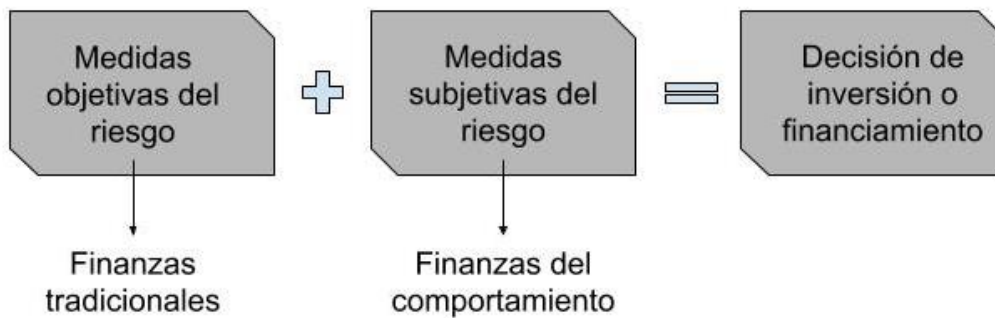 Medidas
objetivas del
riesgo
Medidas
subjetivas del
riesgo
Decisión de
inversión o
financiamiento
Finanzas
tradicionales
Finanzas del
comportamiento